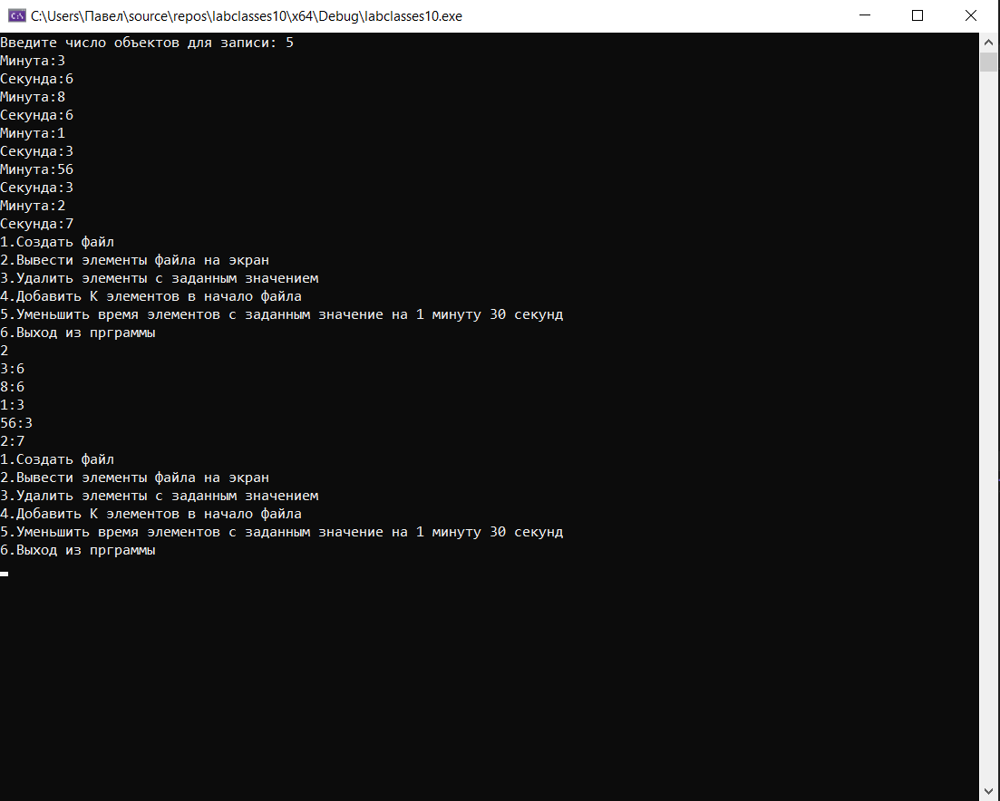 C:\Users\Павел\source\repos\labclasses10\x64\Debug\labclasses10.exe
Введите число объектов для записи: 5
Минута:3
Секунда:6
Минута:8
Секунда:6
Минута:1
Секунда:3
Минута:56
Секунда:3
Минута:2
Секунда:7
1.Создать файл
2.Вывести элементы файла на экран
3.Удалить элементы с заданным значением
4.Добавить К элементов в начало файла
5.Уменьшить время элементов с заданным значение на 1 минуту 30 секунд
6.Выход из прграммы
2
3:6
8:6
1:3
56:3
2:7
1.Создать файл
2.Вывести элементы файла на экран
3.Удалить элементы с заданным значением
4.Добавить К элементов в начало файла
5.Уменьшить время элементов с заданным значение на 1 минуту 30 секунд
6.Выход из прграммы